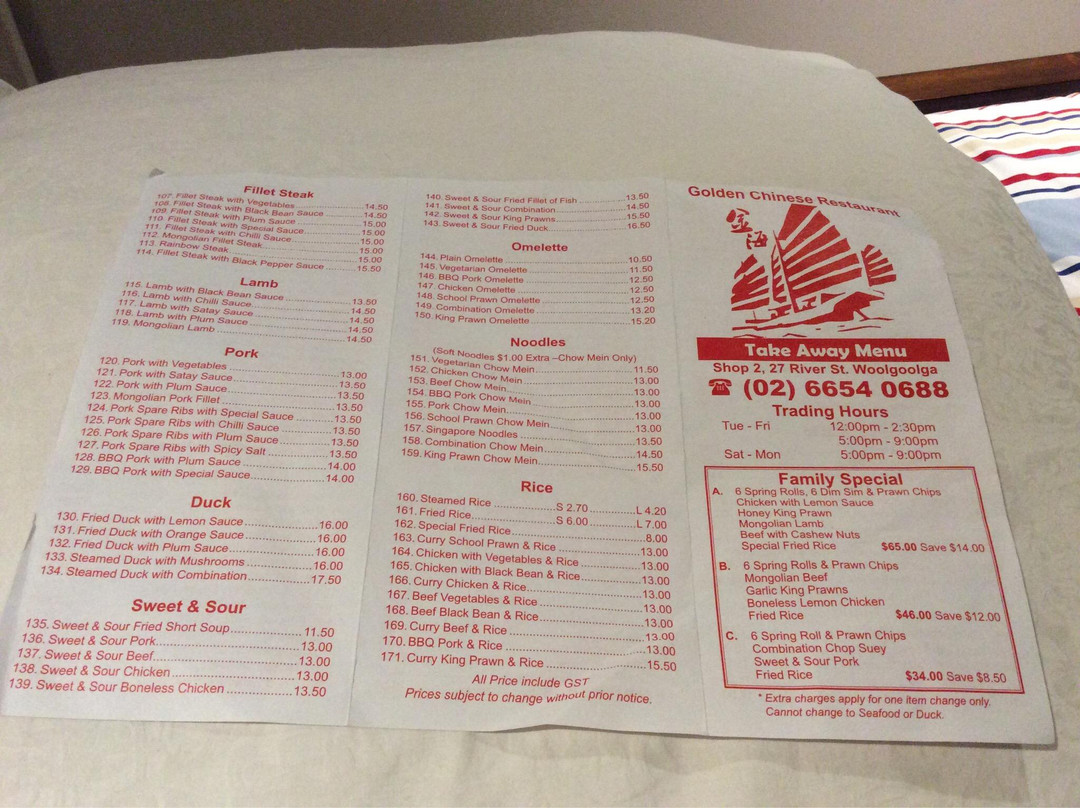 Fillet Steak
107. Fillet Steak with Vegetables ........ 14.50
108. Fillet Steak with Black Bean Sauce ........ 14.50
109. Fillet Steak with Plum Sauce ........ 15.00
110. Fillet Steak with Special Sauce ........ 15.00
111. Fillet Steak with Chilli Sauce ........ 15.00
112. Mongolian Fillet Steak ........ 15.00
113. Rainbow Steak ........ 15.00
114. Fillet Steak with Black Pepper Sauce ........ 15.50
Lamb
115. Lamb with Black Bean Sauce ........ 13.50
116. Lamb with Chilli Sauce ........ 14.50
117. Lamb with Satay Sauce ........ 14.50
118. Lamb with Plum Sauce ........ 14.50
119. Mongolian Lamb ........ 14.50
Pork
120. Pork with Vegetables ........ 13.00
121. Pork with Satay Sauce ........ 13.50
122. Pork with Plum Sauce ........ 13.50
123. Mongolian Pork Fillet ........ 13.50
124. Pork Spare Ribs with Special Sauce ........ 13.50
125. Pork Spare Ribs with Chilli Sauce ........ 13.50
126. Pork Spare Ribs with Plum Sauce ........ 13.50
127. Pork Spare Ribs with Spicy Salt ........ 13.50
128. BBQ Pork with Plum Sauce ........ 14.00
129. BBQ Pork with Special Sauce ........ 14.00
Duck
130. Fried Duck with Lemon Sauce ........ 16.00
131. Fried Duck with Orange Sauce ........ 16.00
132. Fried Duck with Plum Sauce ........ 16.00
133. Steamed Duck with Mushrooms ........ 16.00
134. Steamed Duck with Combination ........ 17.50
Sweet & Sour
135. Sweet & Sour Fried Short Soup ........ 11.50
136. Sweet & Sour Pork ........ 13.00
137. Sweet & Sour Beef ........ 13.00
138. Sweet & Sour Chicken ........ 13.00
139. Sweet & Sour Boneless Chicken ........ 13.50
140. Sweet & Sour Fried Fillet of Fish ........ 13.50
141. Sweet & Sour Combination ........ 14.50
142. Sweet & Sour King Prawns ........ 15.50
143. Sweet & Sour Fried Duck ........ 16.50
Omelette
144. Plain Omelette ........ 10.50
145. Vegetarian Omelette ........ 11.50
146. BBQ Pork Omelette ........ 12.50
147. Chicken Omelette ........ 12.50
148. School Prawn Omelette ........ 12.50
149. Combination Omelette ........ 13.20
150. King Prawn Omelette ........ 15.20
Noodles
(Soft Noodles $1.00 Extra –Chow Mein Only)
151. Vegetarian Chow Mein ........ 11.50
152. Chicken Chow Mein ........ 13.00
153. Beef Chow Mein ........ 13.00
154. BBQ Pork Chow Mein ........ 13.00
155. Pork Chow Mein ........ 13.00
156. School Prawn Chow Mein ........ 13.00
157. Singapore Noodles ........ 13.00
158. Combination Chow Mein ........ 14.50
159. King Prawn Chow Mein ........ 15.50
Rice
160. Steamed Rice ........ S 2.70 ........ L 4.20
161. Fried Rice ........ S 6.00 ........ L 7.00
162. Special Fried Rice ........ 8.00
163. Curry School Prawn & Rice ........ 13.00
164. Chicken with Vegetables & Rice ........ 13.00
165. Chicken with Black Bean & Rice ........ 13.00
166. Curry Chicken & Rice ........ 13.00
167. Beef Vegetables & Rice ........ 13.00
168. Beef Black Bean & Rice ........ 13.00
169. Curry Beef & Rice ........ 13.00
170. BBQ Pork & Rice ........ 13.00
171. Curry King Prawn & Rice ........ 15.50
All Price include GST
Prices subject to change without prior notice.
Golden Chinese Restaurant
金海
Take Away Menu
Shop 2, 27 River St. Woolgoolga
☎ (02) 6654 0688
Trading Hours
Tue - Fri 12:00pm - 2:30pm
5:00pm - 9:00pm
Sat - Mon 5:00pm - 9:00pm
Family Special
A. 6 Spring Rolls, 6 Dim Sim & Prawn Chips
Chicken with Lemon Sauce
Honey King Prawn
Mongolian Lamb
Beef with Cashew Nuts
Special Fried Rice $65.00 Save $14.00
B. 6 Spring Rolls & Prawn Chips
Mongolian Beef
Garlic King Prawns
Boneless Lemon Chicken
Fried Rice $46.00 Save $12.00
C. 6 Spring Roll & Prawn Chips
Combination Chop Suey
Sweet & Sour Pork
Fried Rice $34.00 Save $8.50
* Extra charges apply for one item change only.
Cannot change to Seafood or Duck.